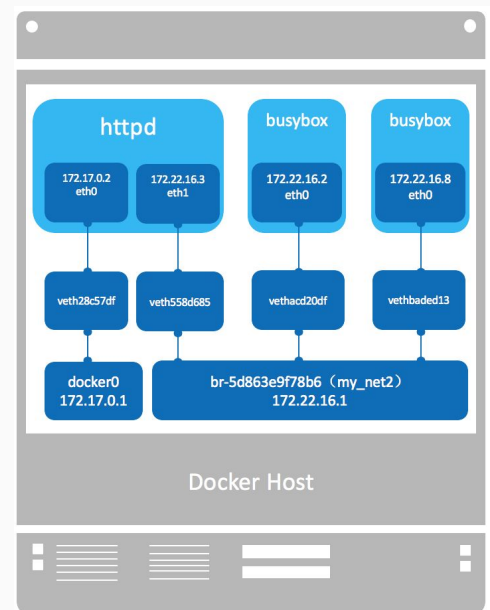 httpd
busybox
busybox
172.17.0.2
eth0
172.22.16.3
eth1
172.22.16.2
eth0
172.22.16.8
eth0
veth28c57df
veth558d685
vethacd20df
vethbaded13
docker0
172.17.0.1
br-5d863e9f78b6（my_net2）
172.22.16.1
Docker Host